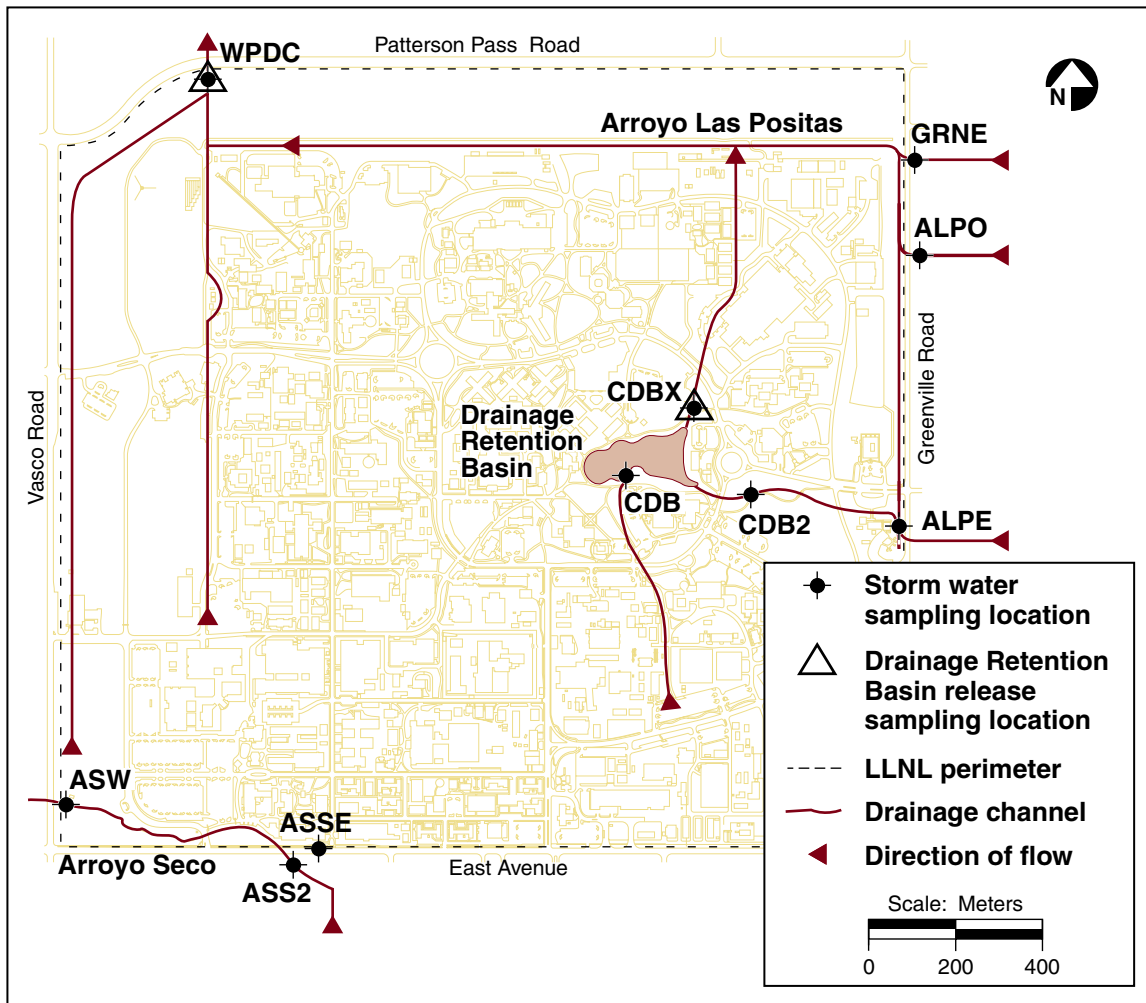 Patterson Pass Road
WPDC
N
Arroyo Las Positas
GRNE
ALPO
Vasco Road
Greenville Road
CDBX
Drainage
Retention
Basin
CDB
CDB2
ALPE
ASW
ASSE
Arroyo Seco
ASS2
East Avenue
Storm water
sampling location
Drainage Retention
Basin release
sampling location
LLNL perimeter
Drainage channel
Direction of flow
Scale: Meters
0 200 400